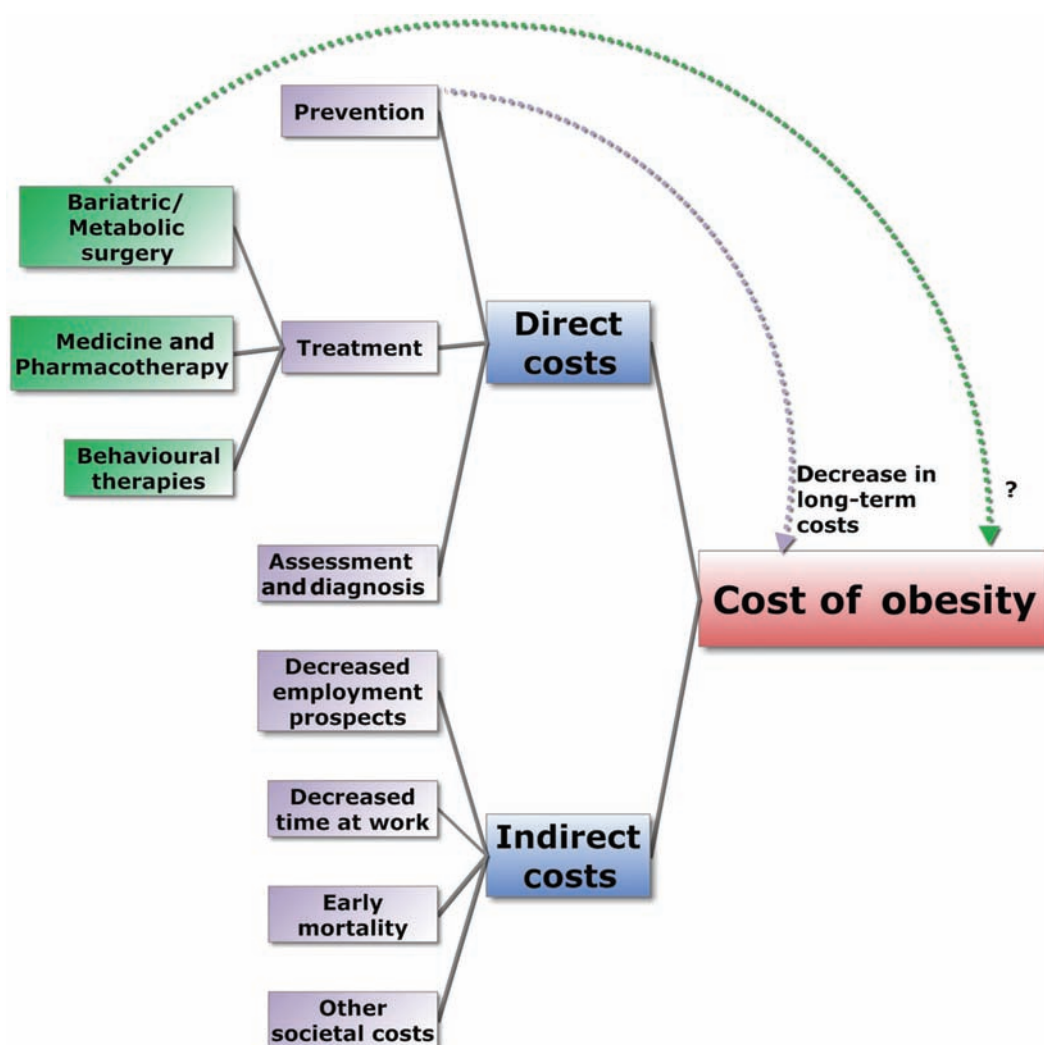 Prevention
Bariatric/
Metabolic
surgery
Medicine and
Pharmacotherapy
Treatment
Behavioural
therapies
Assessment
and diagnosis
Direct
costs
Decrease in
long-term
costs
?
Cost of obesity
Decreased
employment
prospects
Decreased
time at work
Early
mortality
Other
societal costs
Indirect
costs